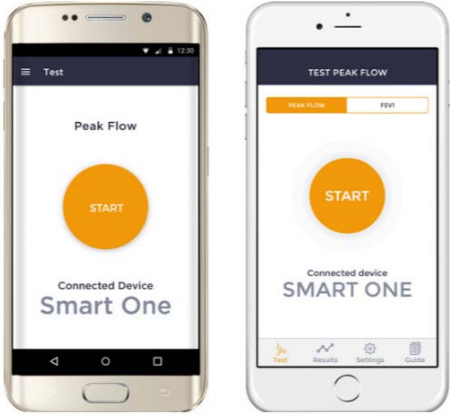 12:30
Test
Peak Flow
START
Connected Device
Smart One
TEST PEAK FLOW
PEAK FLOW FEV1
START
Connected device
SMART ONE
Test Results Settings Guide